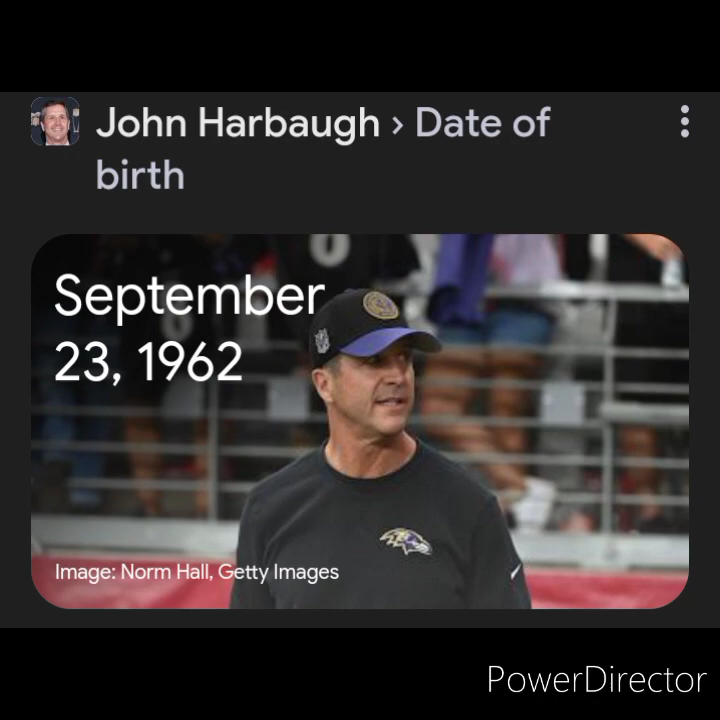 John Harbaugh › Date of
birth
September
23, 1962
Image: Norm Hall, Getty Images
PowerDirector